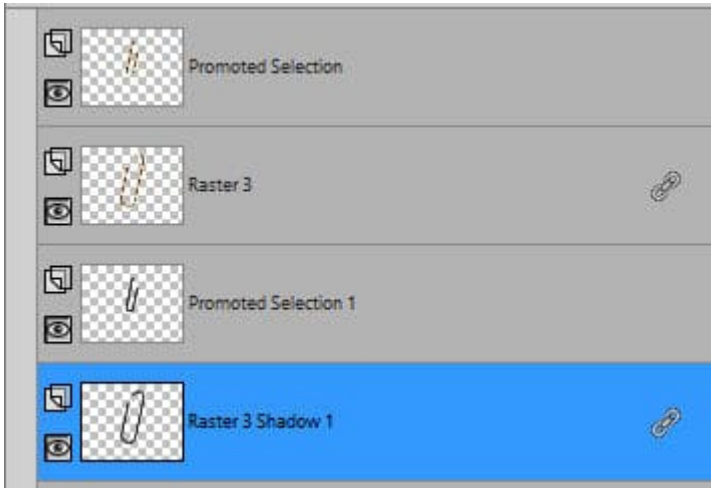 Promoted Selection
Raster 3
Promoted Selection 1
Raster 3 Shadow 1